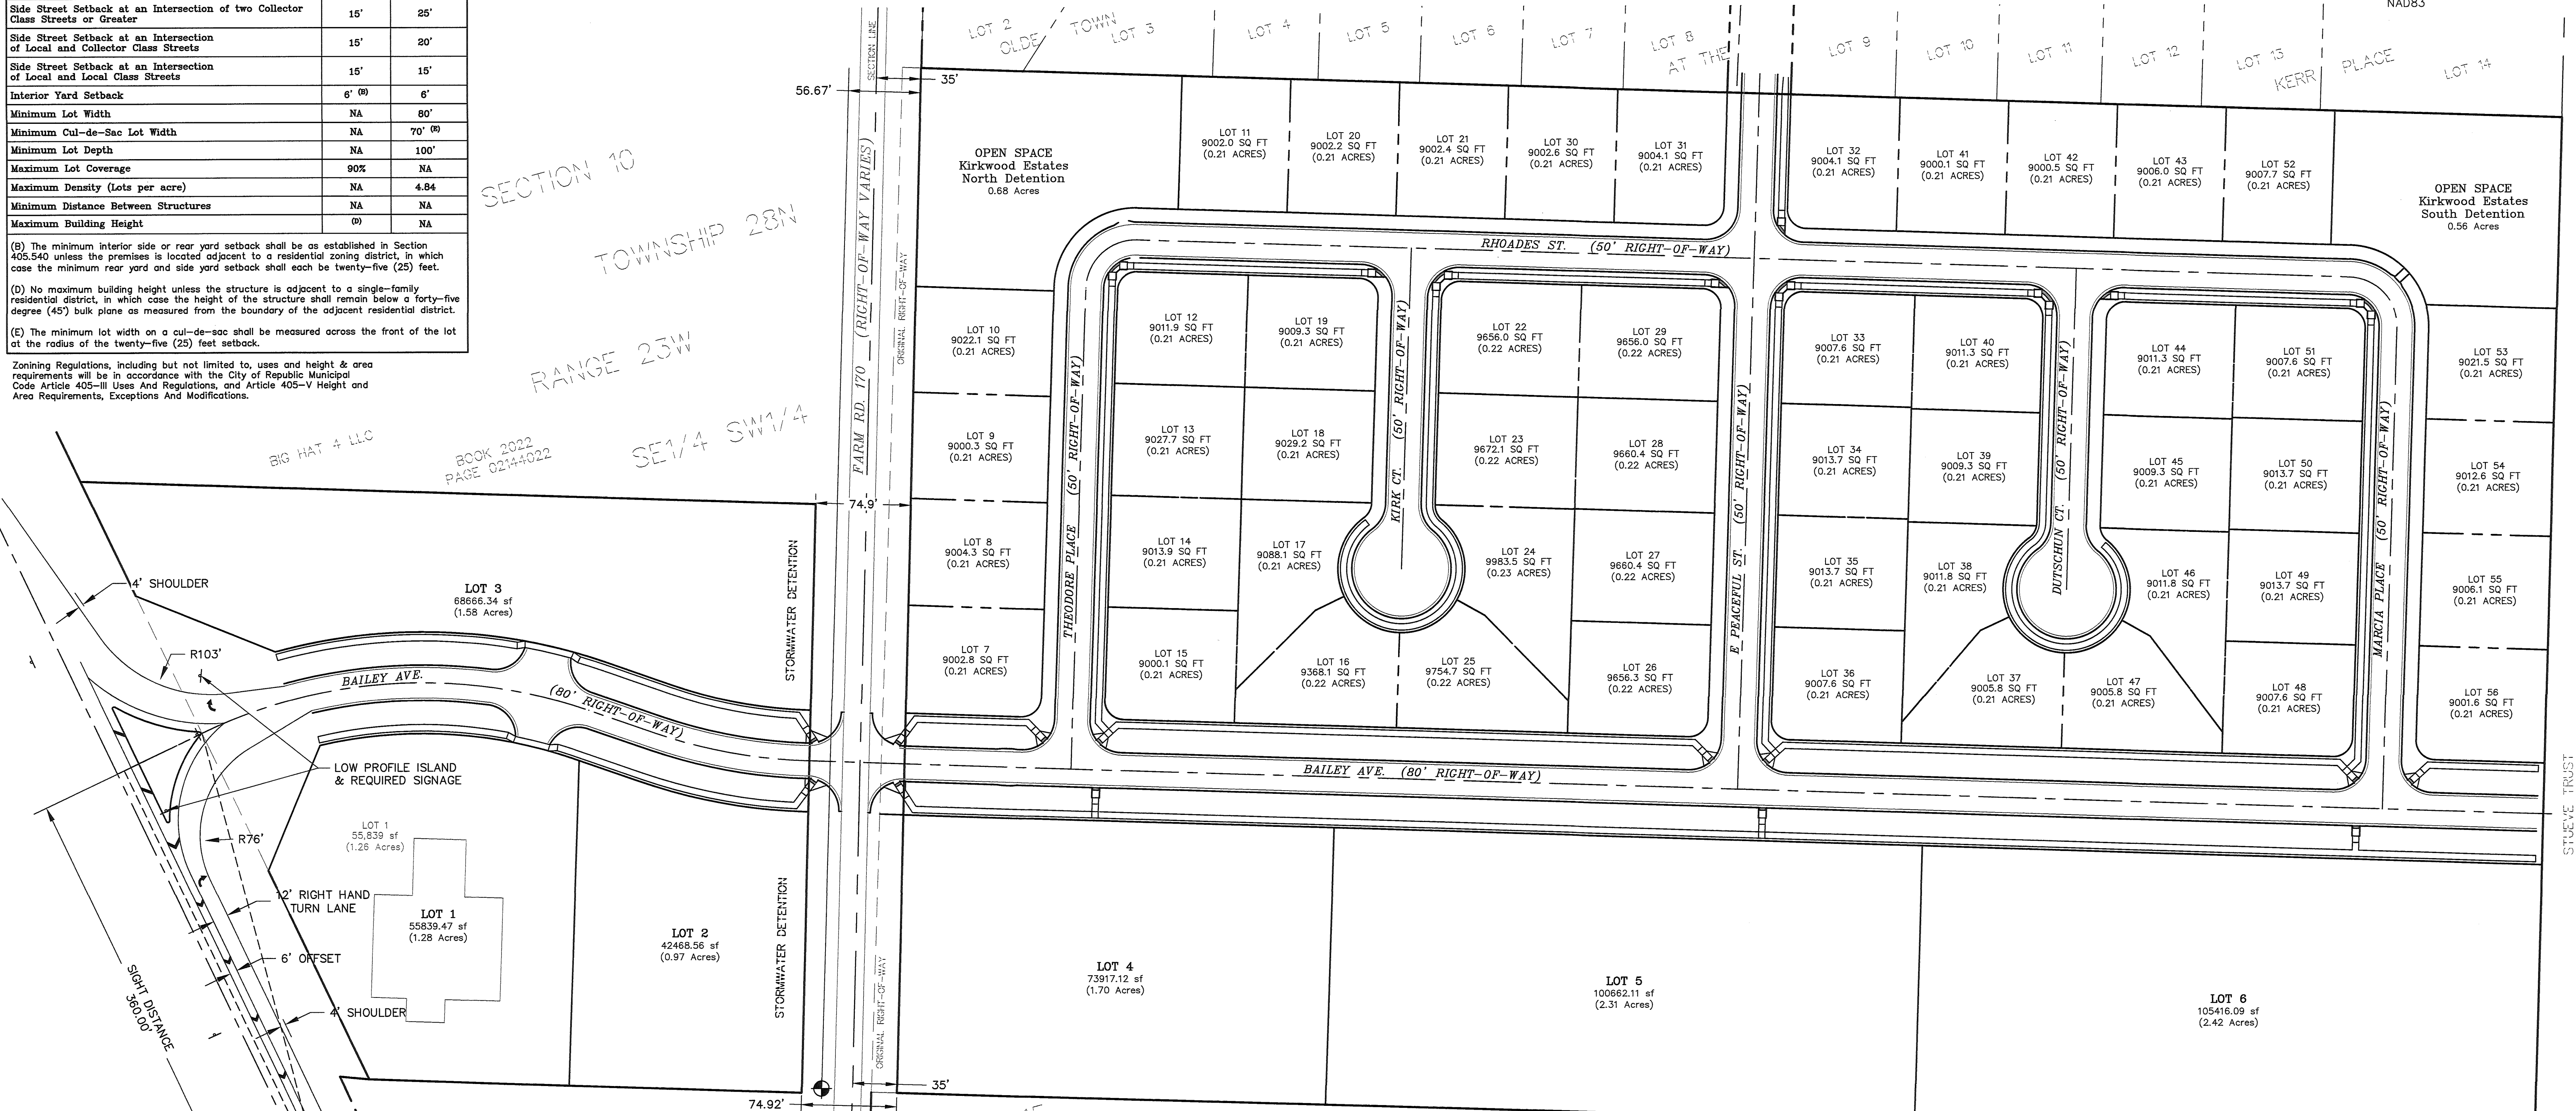 Side Street Setback at an Intersection of two Collector
Class Streets or Greater
15'
25'
Side Street Setback at an Intersection
of Local and Collector Class Streets
15'
20'
Side Street Setback at an Intersection
of Local and Local Class Streets
15'
15'
Interior Yard Setback
6' (B)
6'
Minimum Lot Width
NA
80'
Minimum Cul-de-Sac Lot Width
NA
70' (E)
Minimum Lot Depth
NA
100'
Maximum Lot Coverage
90%
NA
Maximum Density (Lots per acre)
NA
4.84
Minimum Distance Between Structures
NA
NA
Maximum Building Height
(D)
NA
(B) The minimum interior side or rear yard setback shall be as established in Section
405.540 unless the premises is located adjacent to a residential zoning district, in which
case the minimum rear yard and side yard setback shall each be twenty-five (25) feet.
(D) No maximum building height unless the structure is adjacent to a single-family
residential district, in which case the height of the structure shall remain below a forty-five
degree (45°) bulk plane as measured from the boundary of the adjacent residential district.
(E) The minimum lot width on a cul-de-sac shall be measured across the front of the lot
at the radius of the twenty-five (25) feet setback.
Zonining Regulations, including but not limited to, uses and height & area
requirements will be in accordance with the City of Republic Municipal
Code Article 405-III Uses And Regulations, and Article 405-V Height and
Area Requirements, Exceptions And Modifications.
SECTION 10
TOWNSHIP 28N
RANGE 23W
SE1/4 SW1/4
BIG HAT 4 LLC
BOOK 2022
PAGE 02144022
NAD83
LOT 2
OLDE
TOWN
LOT 3
LOT 4
LOT 5
LOT 6
LOT 7
LOT 8
AT THE
LOT 9
LOT 10
LOT 11
LOT 12
LOT 13
KERR
PLACE
LOT 14
SECTION LINE
35'
56.67'
FARM RD. 170 (RIGHT-OF-WAY VARIES)
ORIGINAL RIGHT-OF-WAY
OPEN SPACE
Kirkwood Estates
North Detention
0.68 Acres
LOT 11
9002.0 SQ FT
(0.21 ACRES)
LOT 20
9002.2 SQ FT
(0.21 ACRES)
LOT 21
9002.4 SQ FT
(0.21 ACRES)
LOT 30
9002.6 SQ FT
(0.21 ACRES)
LOT 31
9004.1 SQ FT
(0.21 ACRES)
LOT 32
9004.1 SQ FT
(0.21 ACRES)
LOT 41
9000.1 SQ FT
(0.21 ACRES)
LOT 42
9000.5 SQ FT
(0.21 ACRES)
LOT 43
9006.0 SQ FT
(0.21 ACRES)
LOT 52
9007.7 SQ FT
(0.21 ACRES)
OPEN SPACE
Kirkwood Estates
South Detention
0.56 Acres
RHOADES ST. (50' RIGHT-OF-WAY)
LOT 10
9022.1 SQ FT
(0.21 ACRES)
LOT 12
9011.9 SQ FT
(0.21 ACRES)
LOT 19
9009.3 SQ FT
(0.21 ACRES)
LOT 22
9656.0 SQ FT
(0.22 ACRES)
LOT 29
9656.0 SQ FT
(0.22 ACRES)
LOT 33
9007.6 SQ FT
(0.21 ACRES)
LOT 40
9011.3 SQ FT
(0.21 ACRES)
LOT 44
9011.3 SQ FT
(0.21 ACRES)
LOT 51
9007.6 SQ FT
(0.21 ACRES)
LOT 53
9021.5 SQ FT
(0.21 ACRES)
LOT 9
9000.3 SQ FT
(0.21 ACRES)
LOT 13
9027.7 SQ FT
(0.21 ACRES)
LOT 18
9029.2 SQ FT
(0.21 ACRES)
LOT 23
9672.1 SQ FT
(0.22 ACRES)
LOT 28
9660.4 SQ FT
(0.22 ACRES)
LOT 34
9013.7 SQ FT
(0.21 ACRES)
LOT 39
9009.3 SQ FT
(0.21 ACRES)
LOT 45
9009.3 SQ FT
(0.21 ACRES)
LOT 50
9013.7 SQ FT
(0.21 ACRES)
LOT 54
9012.6 SQ FT
(0.21 ACRES)
THEODORE PLACE (50' RIGHT-OF-WAY)
KIRK CT. (50' RIGHT-OF-WAY)
E PEACEFUL ST. (50' RIGHT-OF-WAY)
DUTSCHUN CT. (50' RIGHT-OF-WAY)
MARCIA PLACE (50' RIGHT-OF-WAY)
74.9'
LOT 8
9004.3 SQ FT
(0.21 ACRES)
LOT 14
9013.9 SQ FT
(0.21 ACRES)
LOT 17
9088.1 SQ FT
(0.21 ACRES)
LOT 24
9983.5 SQ FT
(0.23 ACRES)
LOT 27
9660.4 SQ FT
(0.22 ACRES)
LOT 35
9013.7 SQ FT
(0.21 ACRES)
LOT 38
9011.8 SQ FT
(0.21 ACRES)
LOT 46
9011.8 SQ FT
(0.21 ACRES)
LOT 49
9013.7 SQ FT
(0.21 ACRES)
LOT 55
9006.1 SQ FT
(0.21 ACRES)
LOT 7
9002.8 SQ FT
(0.21 ACRES)
LOT 15
9000.1 SQ FT
(0.21 ACRES)
LOT 16
9368.1 SQ FT
(0.22 ACRES)
LOT 25
9754.7 SQ FT
(0.22 ACRES)
LOT 26
9656.3 SQ FT
(0.22 ACRES)
LOT 36
9007.6 SQ FT
(0.21 ACRES)
LOT 37
9005.8 SQ FT
(0.21 ACRES)
LOT 47
9005.8 SQ FT
(0.21 ACRES)
LOT 48
9007.6 SQ FT
(0.21 ACRES)
LOT 56
9001.6 SQ FT
(0.21 ACRES)
4' SHOULDER
LOT 3
68666.34 sf
(1.58 Acres)
STORMWATER DETENTION
R103'
BAILEY AVE.
(80' RIGHT-OF-WAY)
BAILEY AVE. (80' RIGHT-OF-WAY)
STUEVE TRUST
LOW PROFILE ISLAND
& REQUIRED SIGNAGE
LOT 1
55,839 sf
(1.26 Acres)
R76'
12' RIGHT HAND
TURN LANE
LOT 1
55839.47 sf
(1.28 Acres)
6' OFFSET
4' SHOULDER
SIGHT DISTANCE
360.00'
LOT 2
42468.56 sf
(0.97 Acres)
STORMWATER DETENTION
ORIGINAL RIGHT-OF-WAY
LOT 4
73917.12 sf
(1.70 Acres)
LOT 5
100662.11 sf
(2.31 Acres)
LOT 6
105416.09 sf
(2.42 Acres)
35'
74.92'